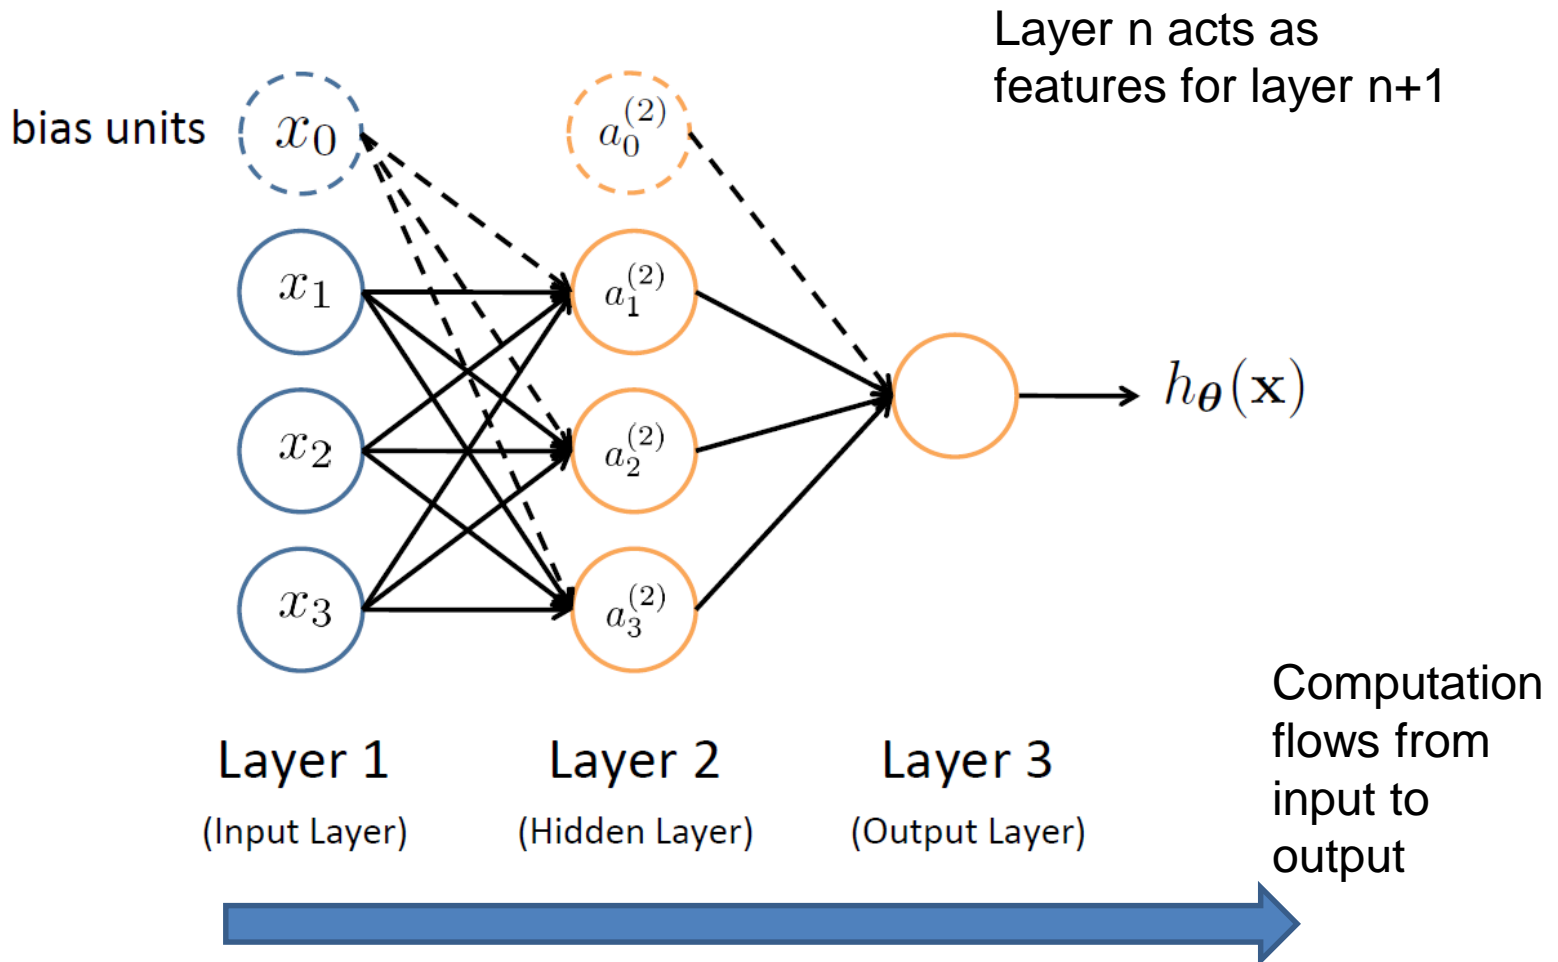 Layer n acts as
features for layer n+1
bias units
x₀
a₀⁽²⁾
x₁
a₁⁽²⁾
x₂
a₂⁽²⁾
x₃
a₃⁽²⁾
h_θ(x)
Layer 1
(Input Layer)
Layer 2
(Hidden Layer)
Layer 3
(Output Layer)
Computation
flows from
input to
output